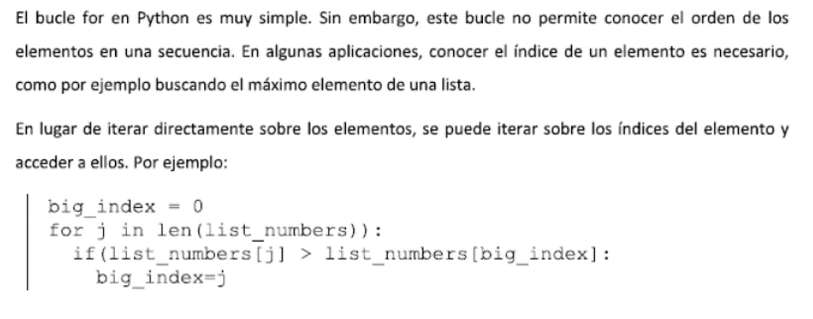 El bucle for en Python es muy simple. Sin embargo, este bucle no permite conocer el orden de los
elementos en una secuencia. En algunas aplicaciones, conocer el índice de un elemento es necesario,
como por ejemplo buscando el máximo elemento de una lista.
En lugar de iterar directamente sobre los elementos, se puede iterar sobre los índices del elemento y
acceder a ellos. Por ejemplo:
big_index = 0
for j in len(list_numbers)):
if(list_numbers[j] > list_numbers[big_index]:
big_index=j